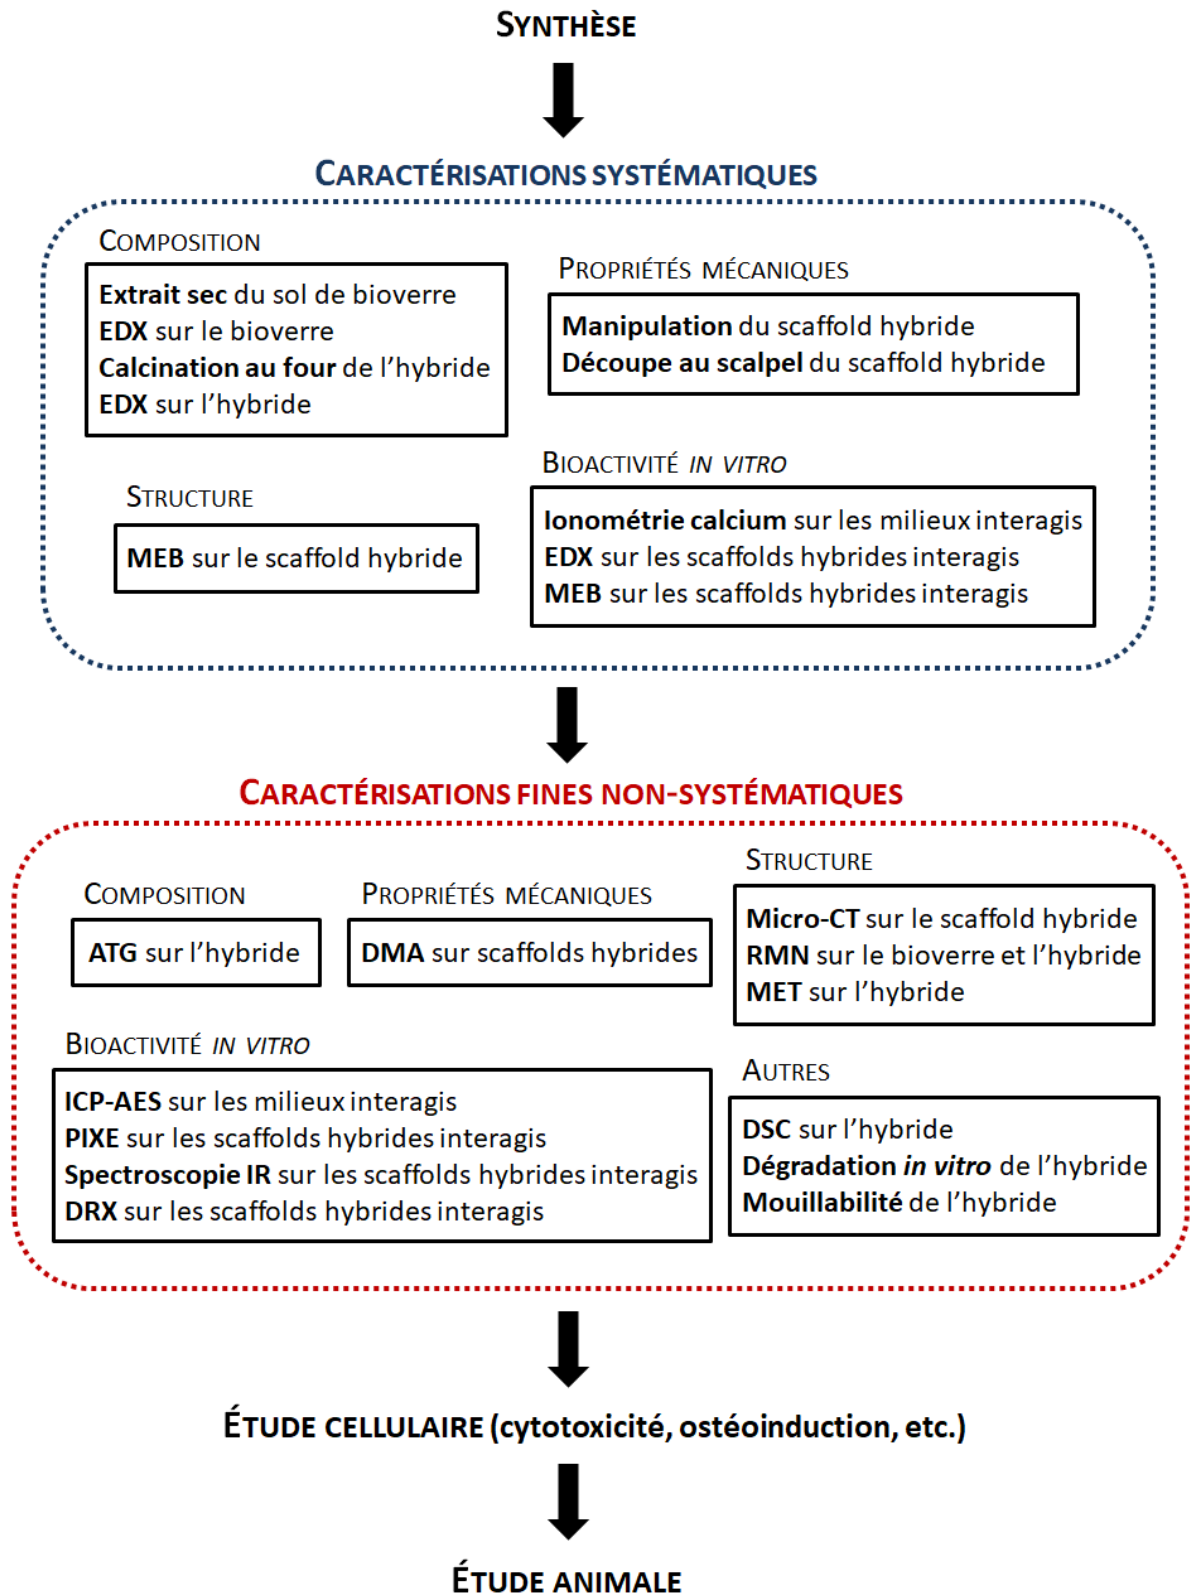 SYNTHÈSE
CARACTÉRISATIONS SYSTÉMATIQUES
COMPOSITION
Extrait sec du sol de bioverre
EDX sur le bioverre
Calcination au four de l'hybride
EDX sur l'hybride
PROPRIÉTÉS MÉCANIQUES
Manipulation du scaffold hybride
Découpe au scalpel du scaffold hybride
STRUCTURE
MEB sur le scaffold hybride
BIOACTIVITÉ IN VITRO
Ionométrie calcium sur les milieux interagis
EDX sur les scaffolds hybrides interagis
MEB sur les scaffolds hybrides interagis
CARACTÉRISATIONS FINES NON-SYSTÉMATIQUES
COMPOSITION
ATG sur l'hybride
PROPRIÉTÉS MÉCANIQUES
DMA sur scaffolds hybrides
STRUCTURE
Micro-CT sur le scaffold hybride
RMN sur le bioverre et l'hybride
MET sur l'hybride
BIOACTIVITÉ IN VITRO
ICP-AES sur les milieux interagis
PIXE sur les scaffolds hybrides interagis
Spectroscopie IR sur les scaffolds hybrides interagis
DRX sur les scaffolds hybrides interagis
AUTRES
DSC sur l'hybride
Dégradation in vitro de l'hybride
Mouillabilité de l'hybride
ÉTUDE CELLULAIRE (cytotoxicité, ostéoinduction, etc.)
ÉTUDE ANIMALE